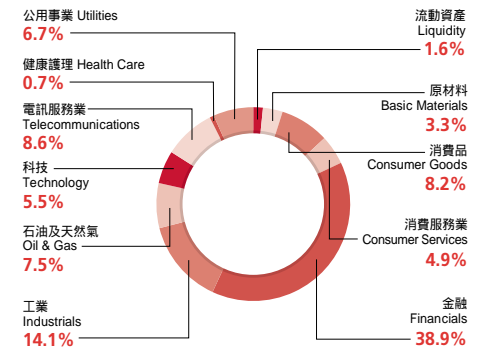 公用事業 Utilities
6.7%
健康護理 Health Care
0.7%
電訊服務業
Telecommunications
8.6%
科技
Technology
5.5%
石油及天然氣
Oil & Gas
7.5%
工業
Industrials
14.1%
流動資產
Liquidity
1.6%
原材料
Basic Materials
3.3%
消費品
Consumer Goods
8.2%
消費服務業
Consumer Services
4.9%
金融
Financials
38.9%